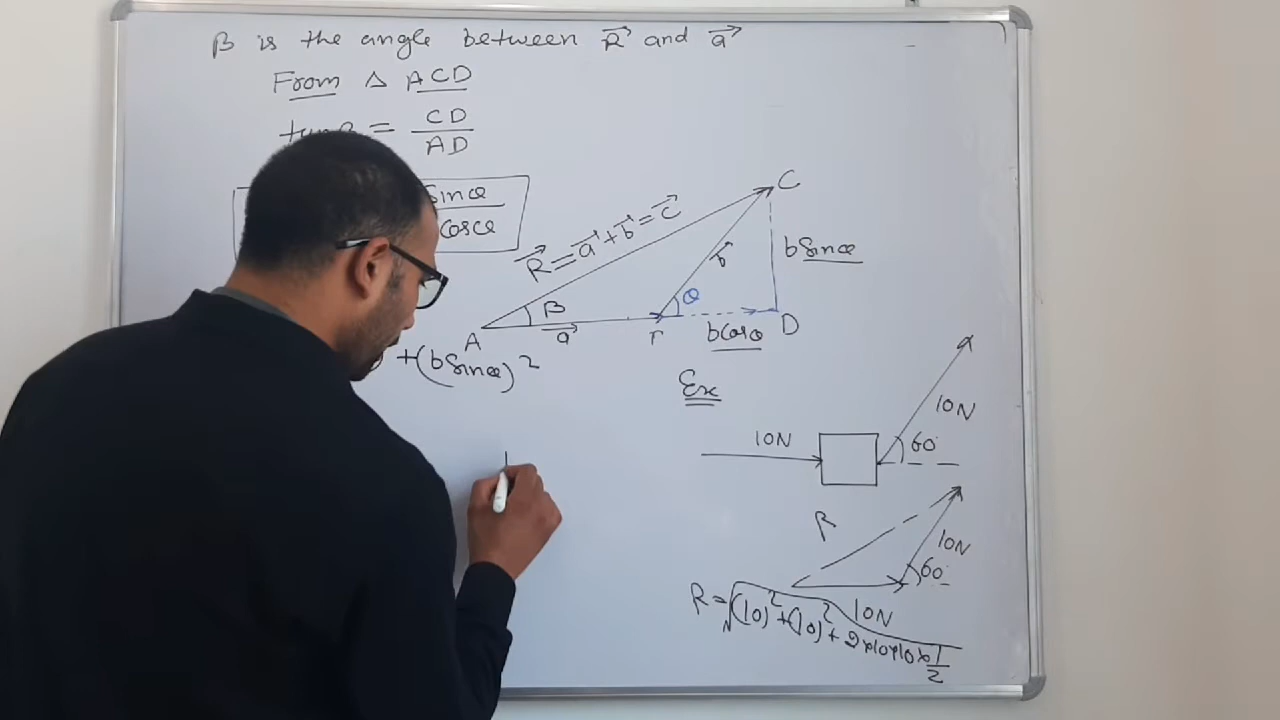 β is the angle between R⃗ and a⃗
From Δ ACD
= CD/AD
Sinθ
Cosθ
R⃗ = a⃗ + b⃗ = C⃗
C
b⃗
b Sinθ
β
θ
A
a⃗
bCosθ
D
+(bSinθ)²
Ex
10N
10N
60°
R
10N
60°
10N
R = √(10)² + (10)² + 2×10×10×1/2